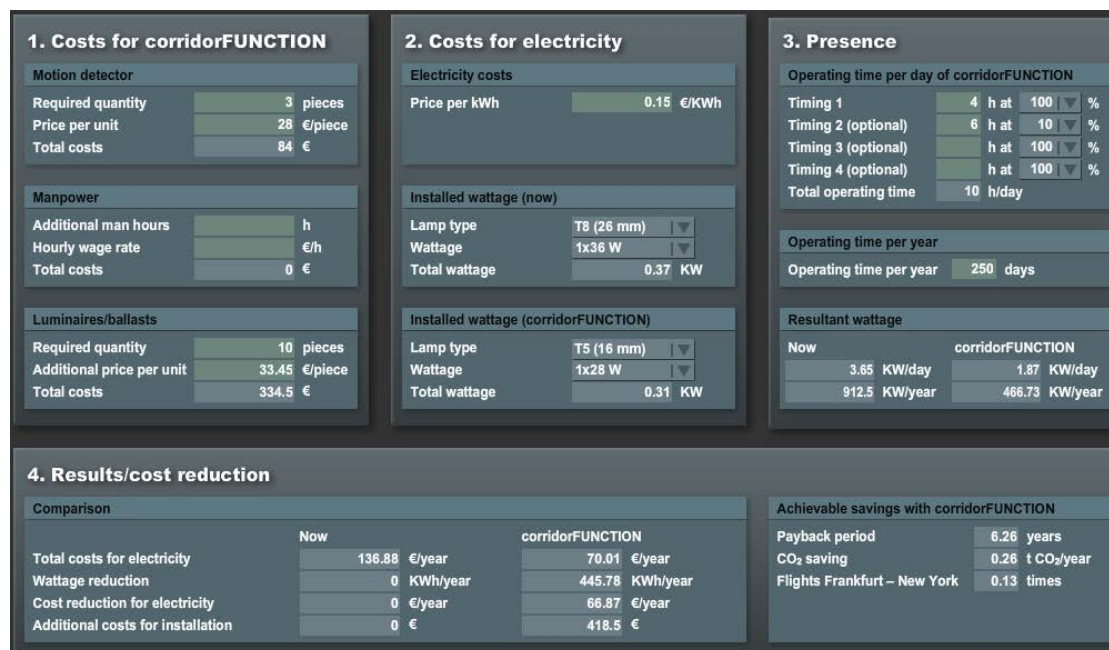 1. Costs for corridorFUNCTION
Motion detector
Required quantity 3 pieces
Price per unit 28 €/piece
Total costs 84 €
Manpower
Additional man hours h
Hourly wage rate €/h
Total costs 0 €
Luminaires/ballasts
Required quantity 10 pieces
Additional price per unit 33.45 €/piece
Total costs 334.5 €
2. Costs for electricity
Electricity costs
Price per kWh 0.15 €/KWh
Installed wattage (now)
Lamp type T8 (26 mm)
Wattage 1x36 W
Total wattage 0.37 KW
Installed wattage (corridorFUNCTION)
Lamp type T5 (16 mm)
Wattage 1x28 W
Total wattage 0.31 KW
3. Presence
Operating time per day of corridorFUNCTION
Timing 1 4 h at 100 %
Timing 2 (optional) 6 h at 10 %
Timing 3 (optional) h at 100 %
Timing 4 (optional) h at 100 %
Total operating time 10 h/day
Operating time per year
Operating time per year 250 days
Resultant wattage
Now corridorFUNCTION
3.65 KW/day 1.87 KW/day
912.5 KW/year 466.73 KW/year
4. Results/cost reduction
Comparison
Now corridorFUNCTION
Total costs for electricity 136.88 €/year 70.01 €/year
Wattage reduction 0 KWh/year 445.78 KWh/year
Cost reduction for electricity 0 €/year 66.87 €/year
Additional costs for installation 0 € 418.5 €
Achievable savings with corridorFUNCTION
Payback period 6.26 years
CO₂ saving 0.26 t CO₂/year
Flights Frankfurt – New York 0.13 times